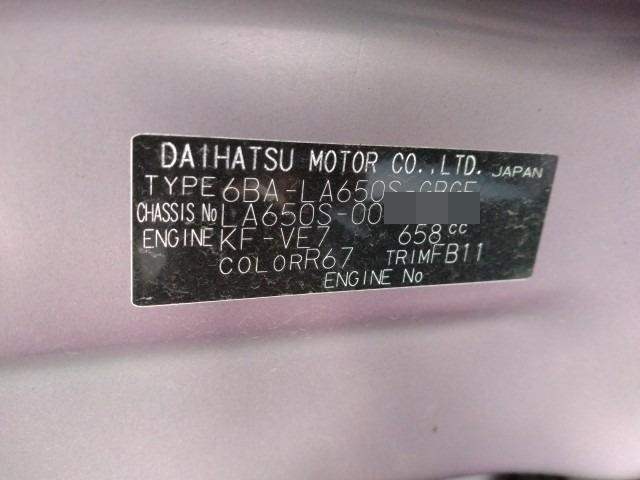 DAIHATSU MOTOR CO.,LTD. JAPAN
TYPE 6BA-LA650S-GBGF
CHASSIS No LA650S-00
ENGINE KF-VE7 658cc
COLOR R67 TRIM FB11
ENGINE No